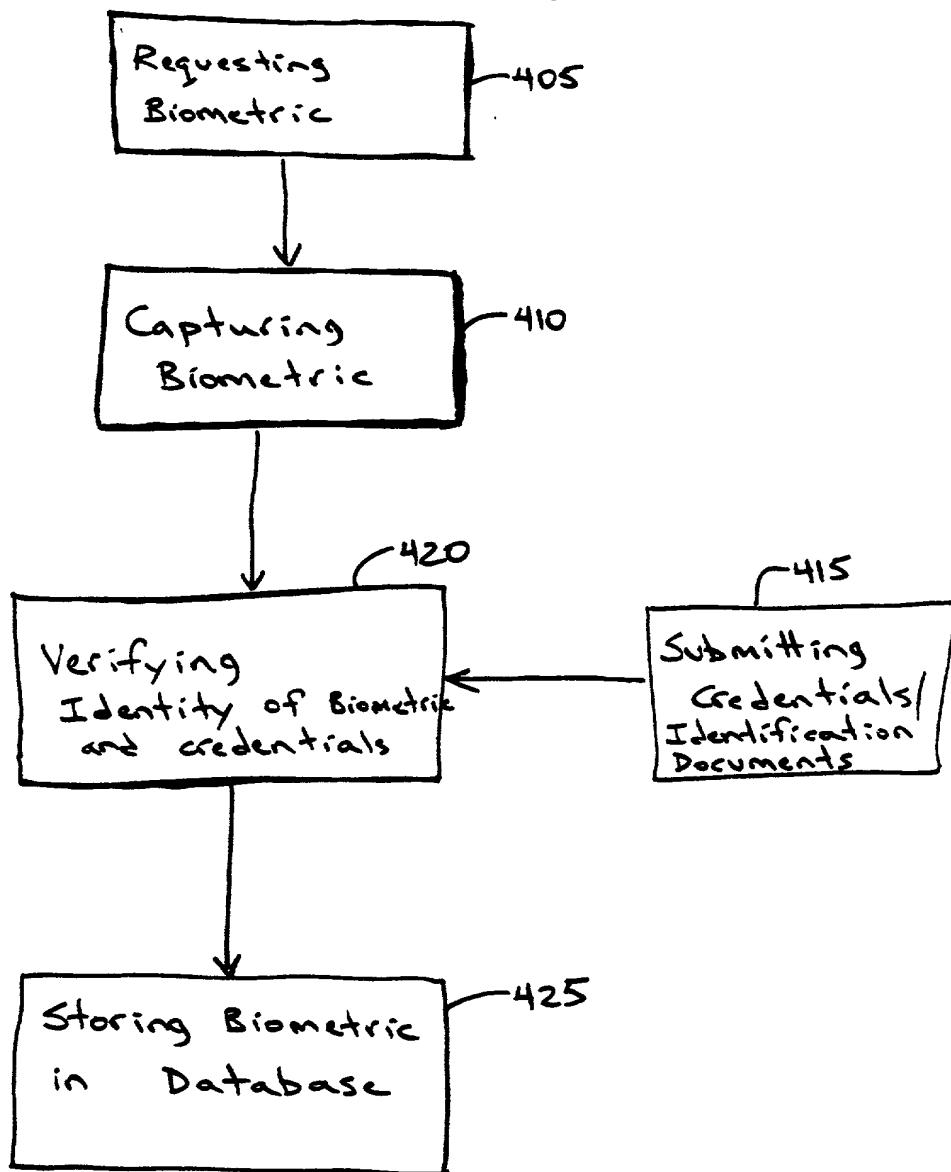 Requesting
Biometric
405
Capturing
Biometric
410
420
Verifying
Identity of Biometric
and credentials
415
Submitting
Credentials/
Identification
Documents
425
Storing Biometric
in Database